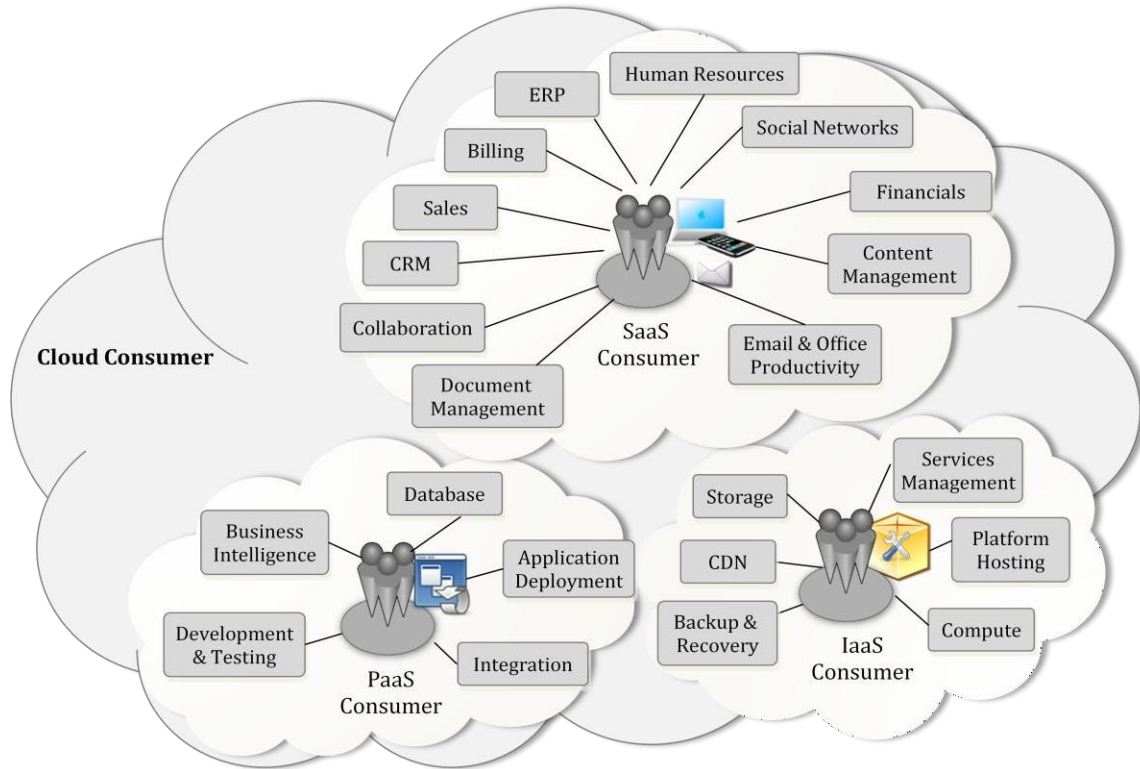 Human Resources
ERP
Social Networks
Billing
Financials
Sales
Content
Management
CRM
Collaboration
SaaS
Consumer
Email & Office
Productivity
Document
Management
Cloud Consumer
Database
Business
Intelligence
Application
Deployment
Development
& Testing
Integration
PaaS
Consumer
Services
Management
Storage
Platform
Hosting
CDN
Backup &
Recovery
Compute
IaaS
Consumer